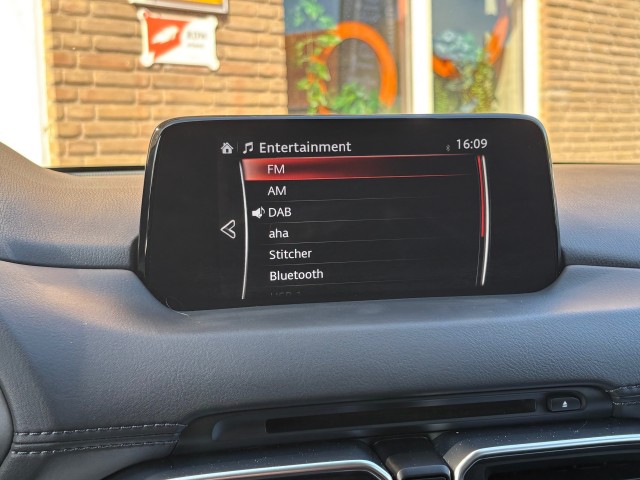 Entertainment 16:09
FM
AM
DAB
aha
Stitcher
Bluetooth